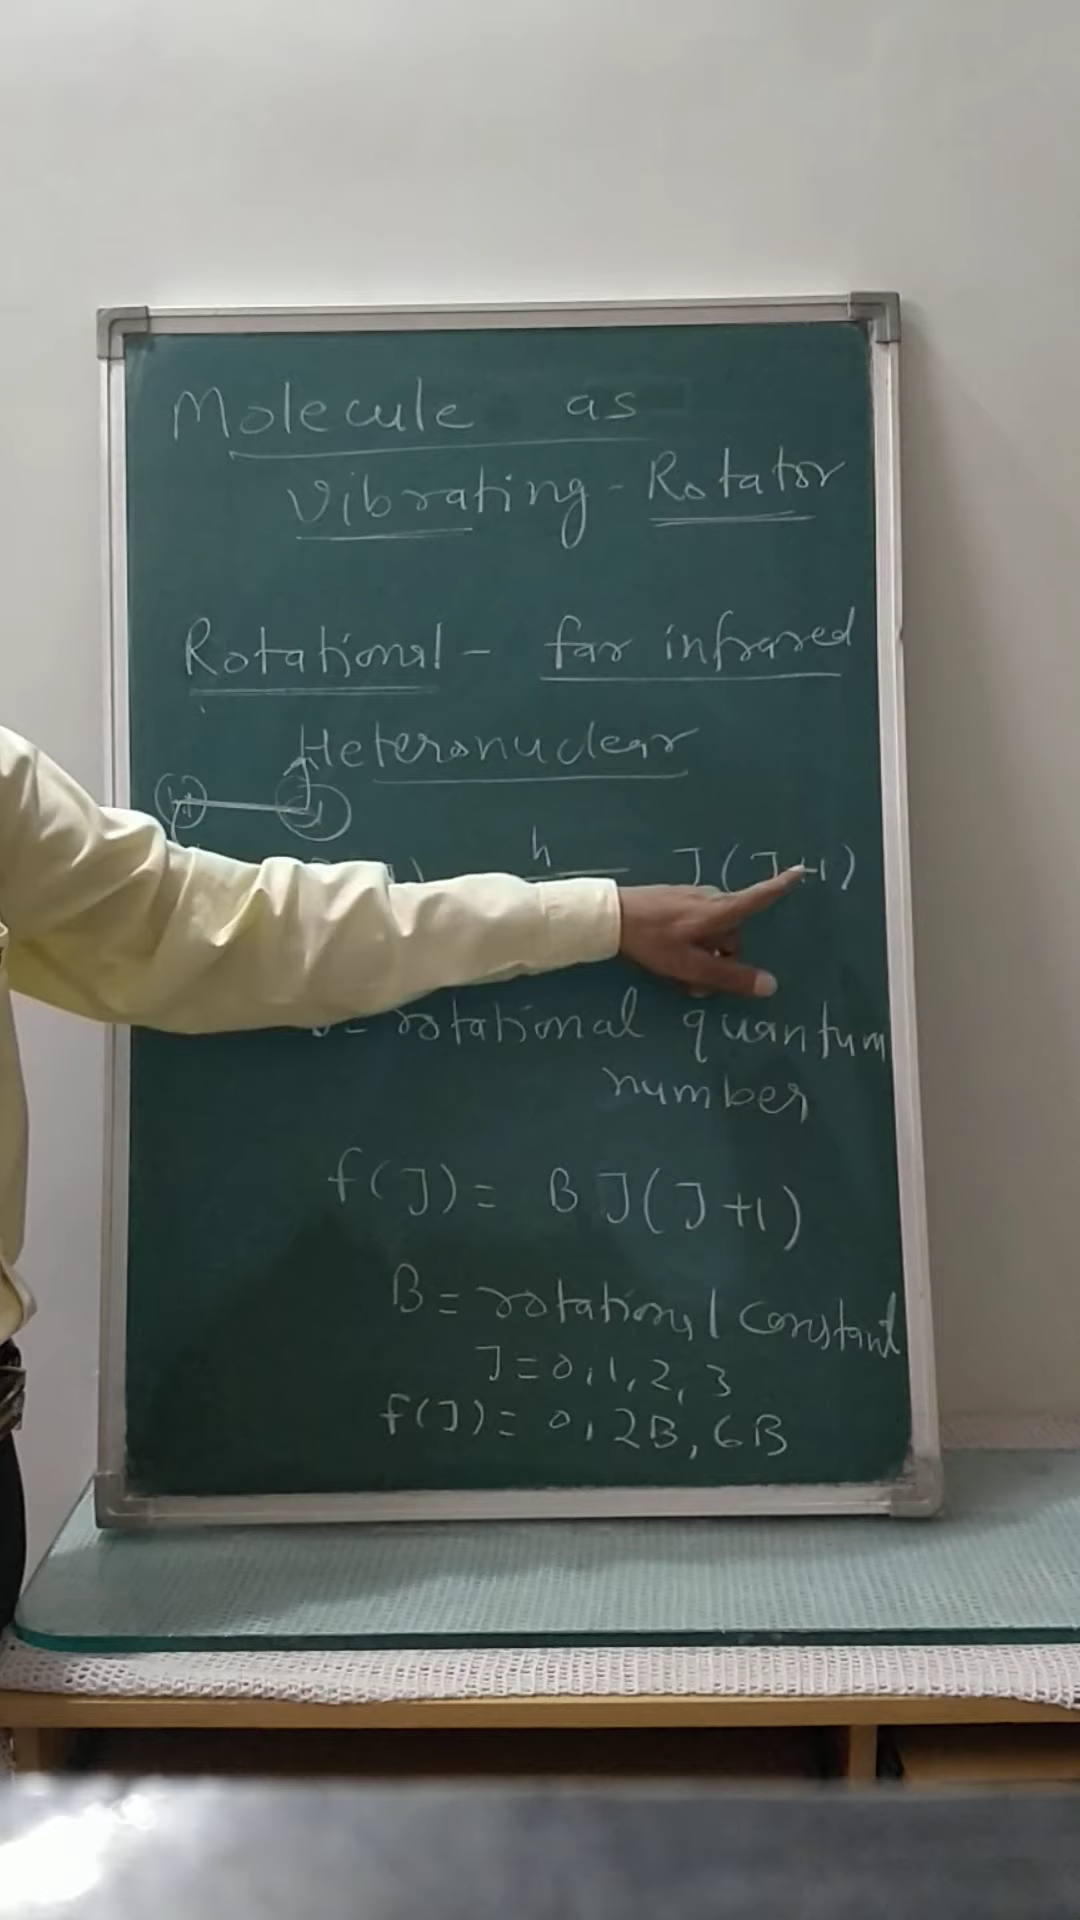 Molecule as
Vibrating - Rotator
Rotational - far infrared
Heteronuclear
h J(J+1)
= rotational quantum
number
f(J) = B J(J+1)
B = rotational constant
J = 0, 1, 2, 3
f(J) = 0, 2B, 6B